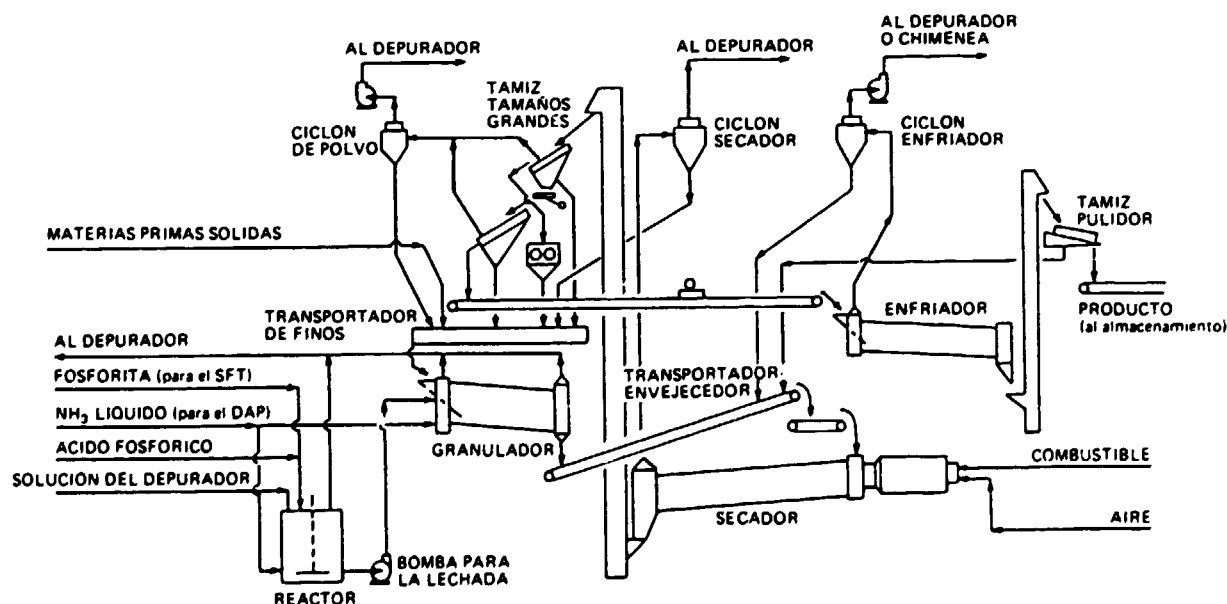 AL DEPURADOR
O CHIMENEA
AL DEPURADOR
AL DEPURADOR
TAMIZ
TAMAÑOS
GRANDES
CICLON
DE POLVO
CICLON
SECADOR
CICLON
ENFRIADOR
TAMIZ
PULIDOR
MATERIAS PRIMAS SOLIDAS
TRANSPORTADOR
DE FINOS
ENFRIADOR
PRODUCTO
(al almacenamiento)
AL DEPURADOR
FOSFORITA (para el SFT)
TRANSPORTADOR
ENVEJECEDOR
NH3 LIQUIDO (para el DAP)
GRANULADOR
ACIDO FOSFORICO
COMBUSTIBLE
SOLUCION DEL DEPURADOR
SECADOR
AIRE
BOMBA PARA
LA LECHADA
REACTOR